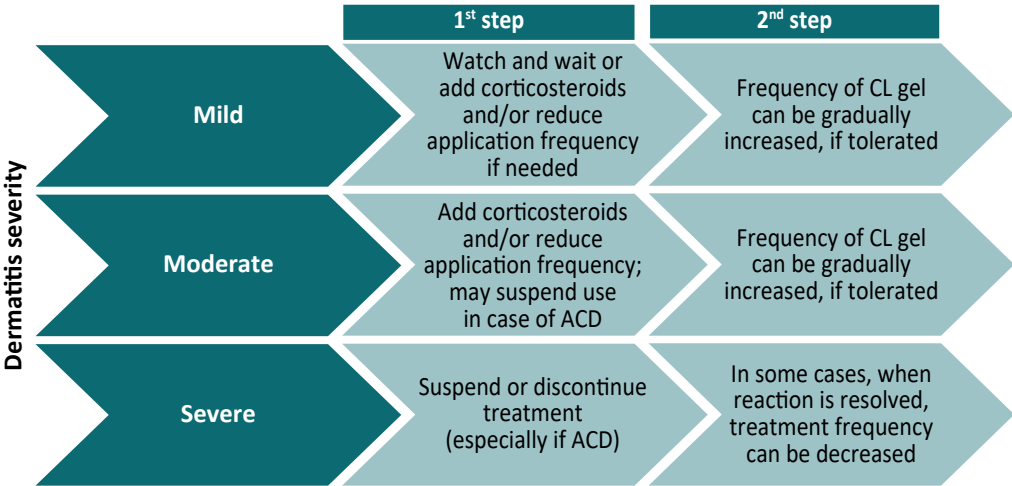 1st step
2nd step
Dermatitis severity
Mild
Watch and wait or
add corticosteroids
and/or reduce
application frequency
if needed
Frequency of CL gel
can be gradually
increased, if tolerated
Moderate
Add corticosteroids
and/or reduce
application frequency;
may suspend use
in case of ACD
Frequency of CL gel
can be gradually
increased, if tolerated
Severe
Suspend or discontinue
treatment
(especially if ACD)
In some cases, when
reaction is resolved,
treatment frequency
can be decreased